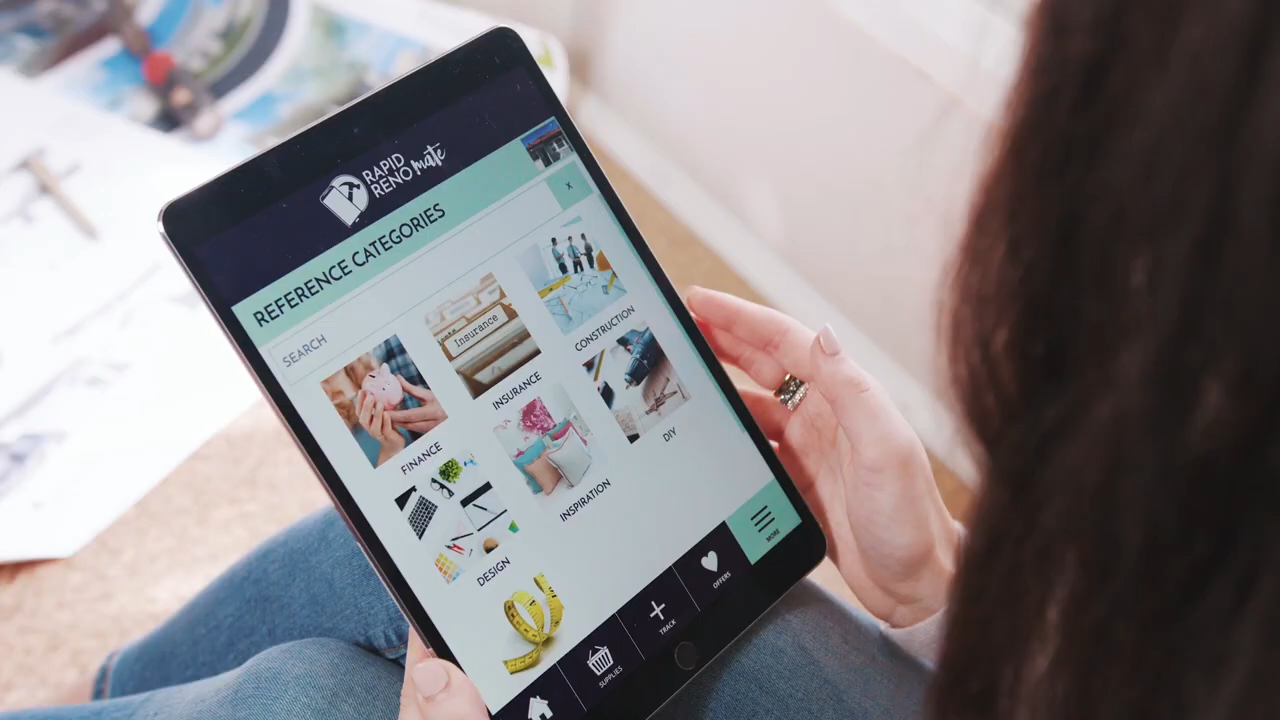 RAPID
RENO mate
REFERENCE CATEGORIES
X
SEARCH
Insurance
FINANCE
INSURANCE
CONSTRUCTION
DESIGN
INSPIRATION
DIY
SUPPLIES
TRACK
OFFERS
MORE